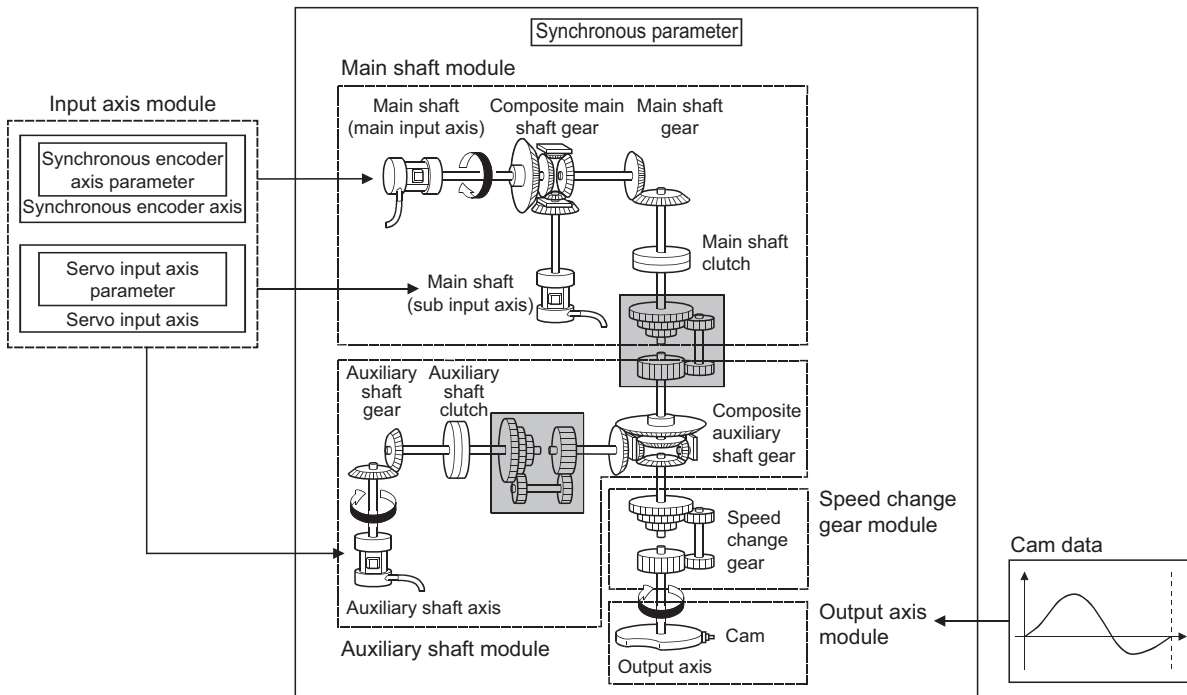 Synchronous parameter
Main shaft module
Input axis module
Main shaft
(main input axis)
Composite main
shaft gear
Main shaft
gear
Synchronous encoder
axis parameter
Synchronous encoder axis
Servo input axis
parameter
Servo input axis
Main shaft
(sub input axis)
Main shaft
clutch
Auxiliary
shaft
gear
Auxiliary
shaft
clutch
Composite
auxiliary
shaft gear
Auxiliary shaft axis
Auxiliary shaft module
Speed
change
gear
Speed change
gear module
Cam
Output axis
Output axis
module
Cam data